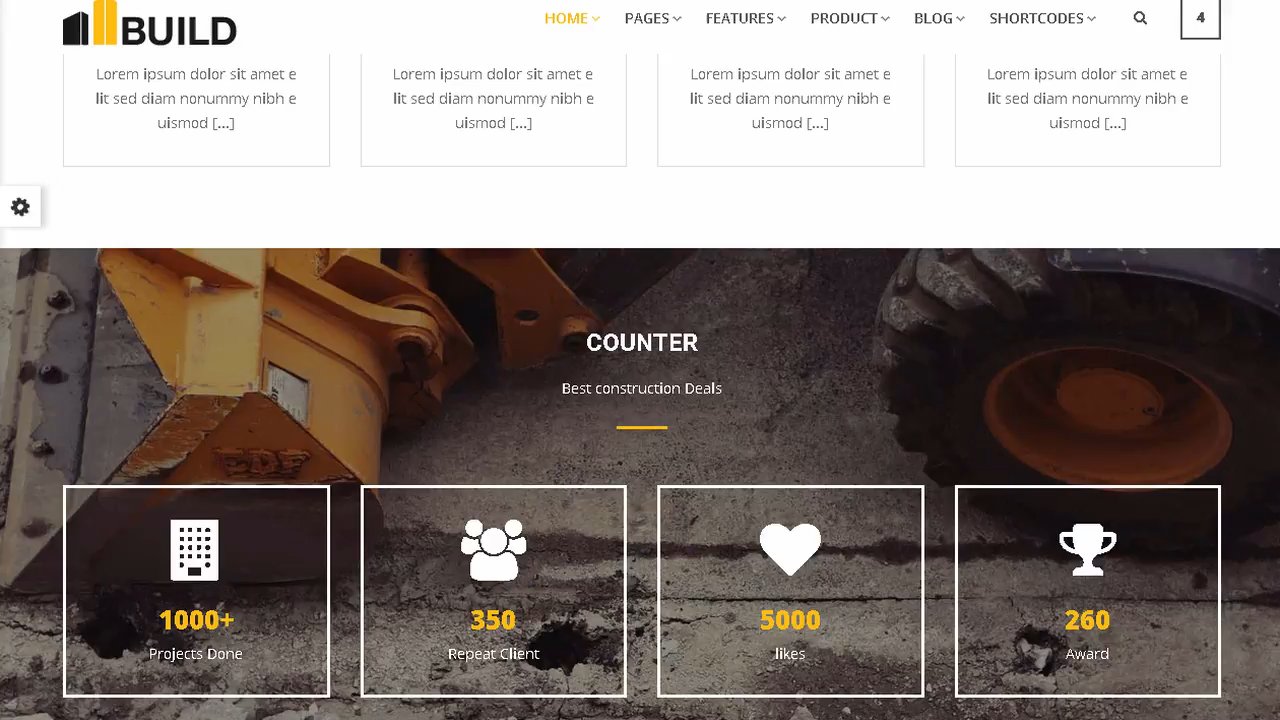 BUILD
HOME PAGES FEATURES PRODUCT BLOG SHORTCODES 4
Lorem ipsum dolor sit amet e
lit sed diam nonummy nibh e
uismod [...]
Lorem ipsum dolor sit amet e
lit sed diam nonummy nibh e
uismod [...]
Lorem ipsum dolor sit amet e
lit sed diam nonummy nibh e
uismod [...]
Lorem ipsum dolor sit amet e
lit sed diam nonummy nibh e
uismod [...]
COUNTER
Best construction Deals
1000+
Projects Done
350
Repeat Client
5000
likes
260
Award